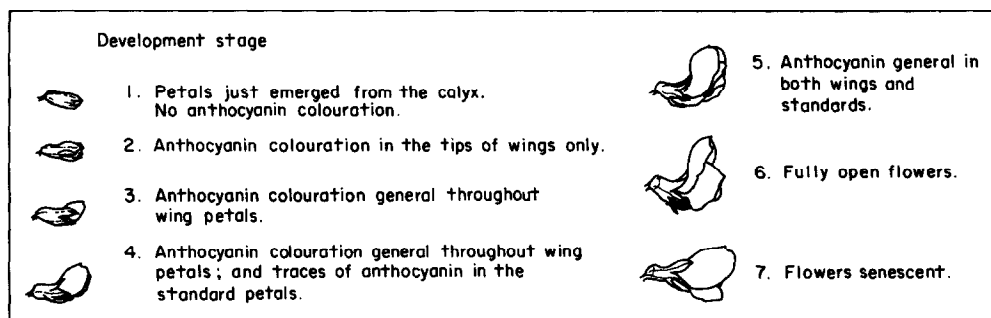 Development stage
1. Petals just emerged from the calyx.
No anthocyanin colouration.
2. Anthocyanin colouration in the tips of wings only.
3. Anthocyanin colouration general throughout
wing petals.
4. Anthocyanin colouration general throughout wing
petals; and traces of anthocyanin in the
standard petals.
5. Anthocyanin general in
both wings and
standards.
6. Fully open flowers.
7. Flowers senescent.